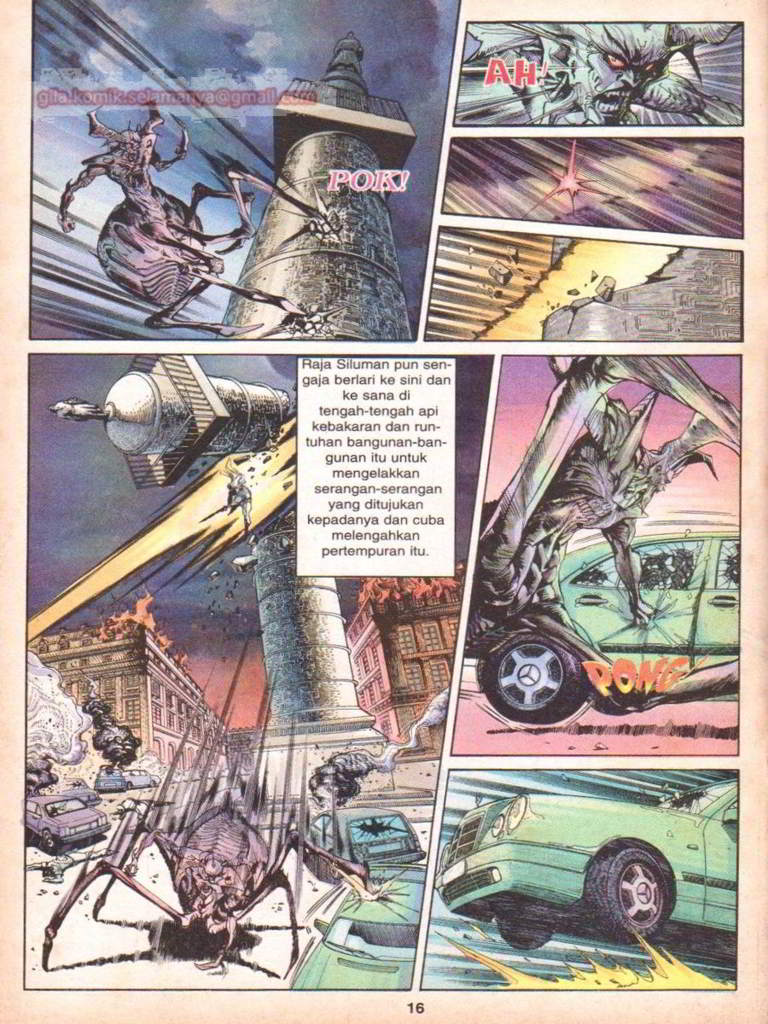 gila.komik.selamanya@gmail.com
POK!
AH!
Raja Siluman pun sen-
gaja berlari ke sini dan
ke sana di
tengah-tengah api
kebakaran dan run-
tuhan bangunan-ban-
gunan itu untuk
mengelakkan
serangan-serangan
yang ditujukan
kepadanya dan cuba
melengahkan
pertempuran itu.
PONG!
16